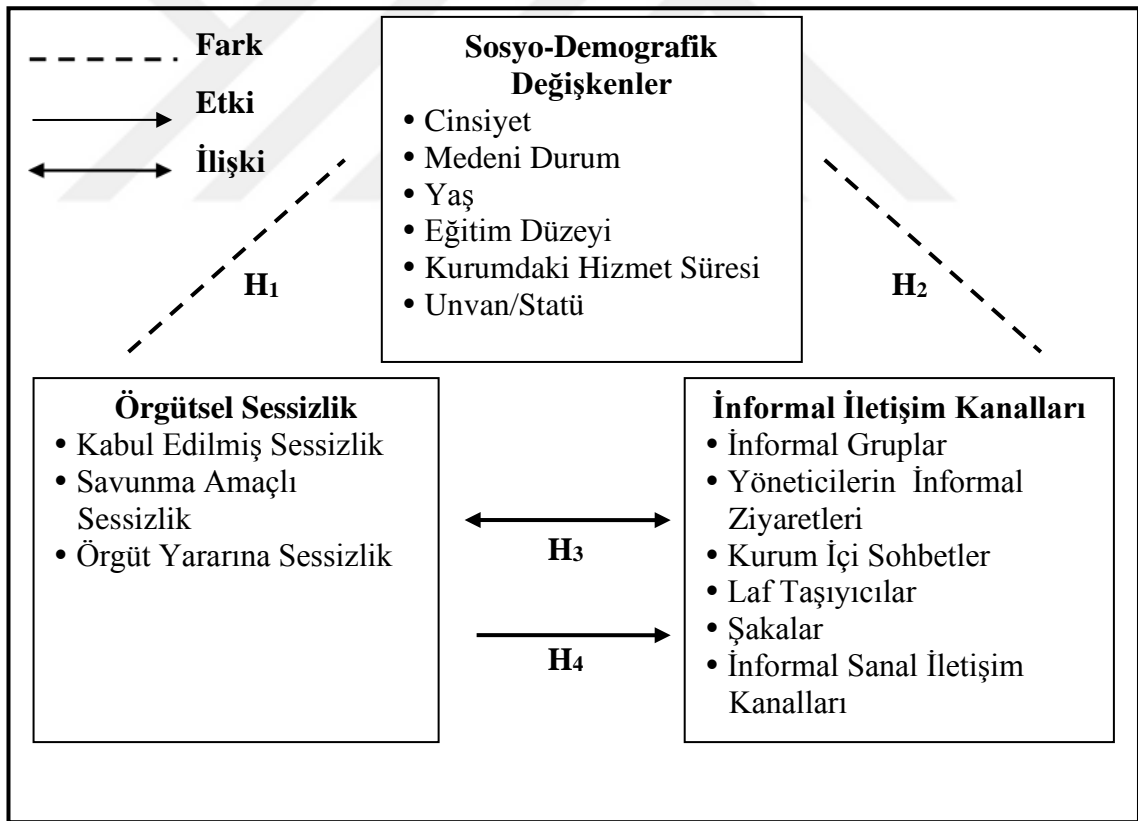 Fark
Etki
İlişki
Sosyo-Demografik
Değişkenler
• Cinsiyet
• Medeni Durum
• Yaş
• Eğitim Düzeyi
• Kurumdaki Hizmet Süresi
• Unvan/Statü
H1
H2
Örgütsel Sessizlik
• Kabul Edilmiş Sessizlik
• Savunma Amaçlı
Sessizlik
• Örgüt Yararına Sessizlik
H3
H4
İnformal İletişim Kanalları
• İnformal Gruplar
• Yöneticilerin İnformal
Ziyaretleri
• Kurum İçi Sohbetler
• Laf Taşıyıcılar
• Şakalar
• İnformal Sanal İletişim
Kanalları